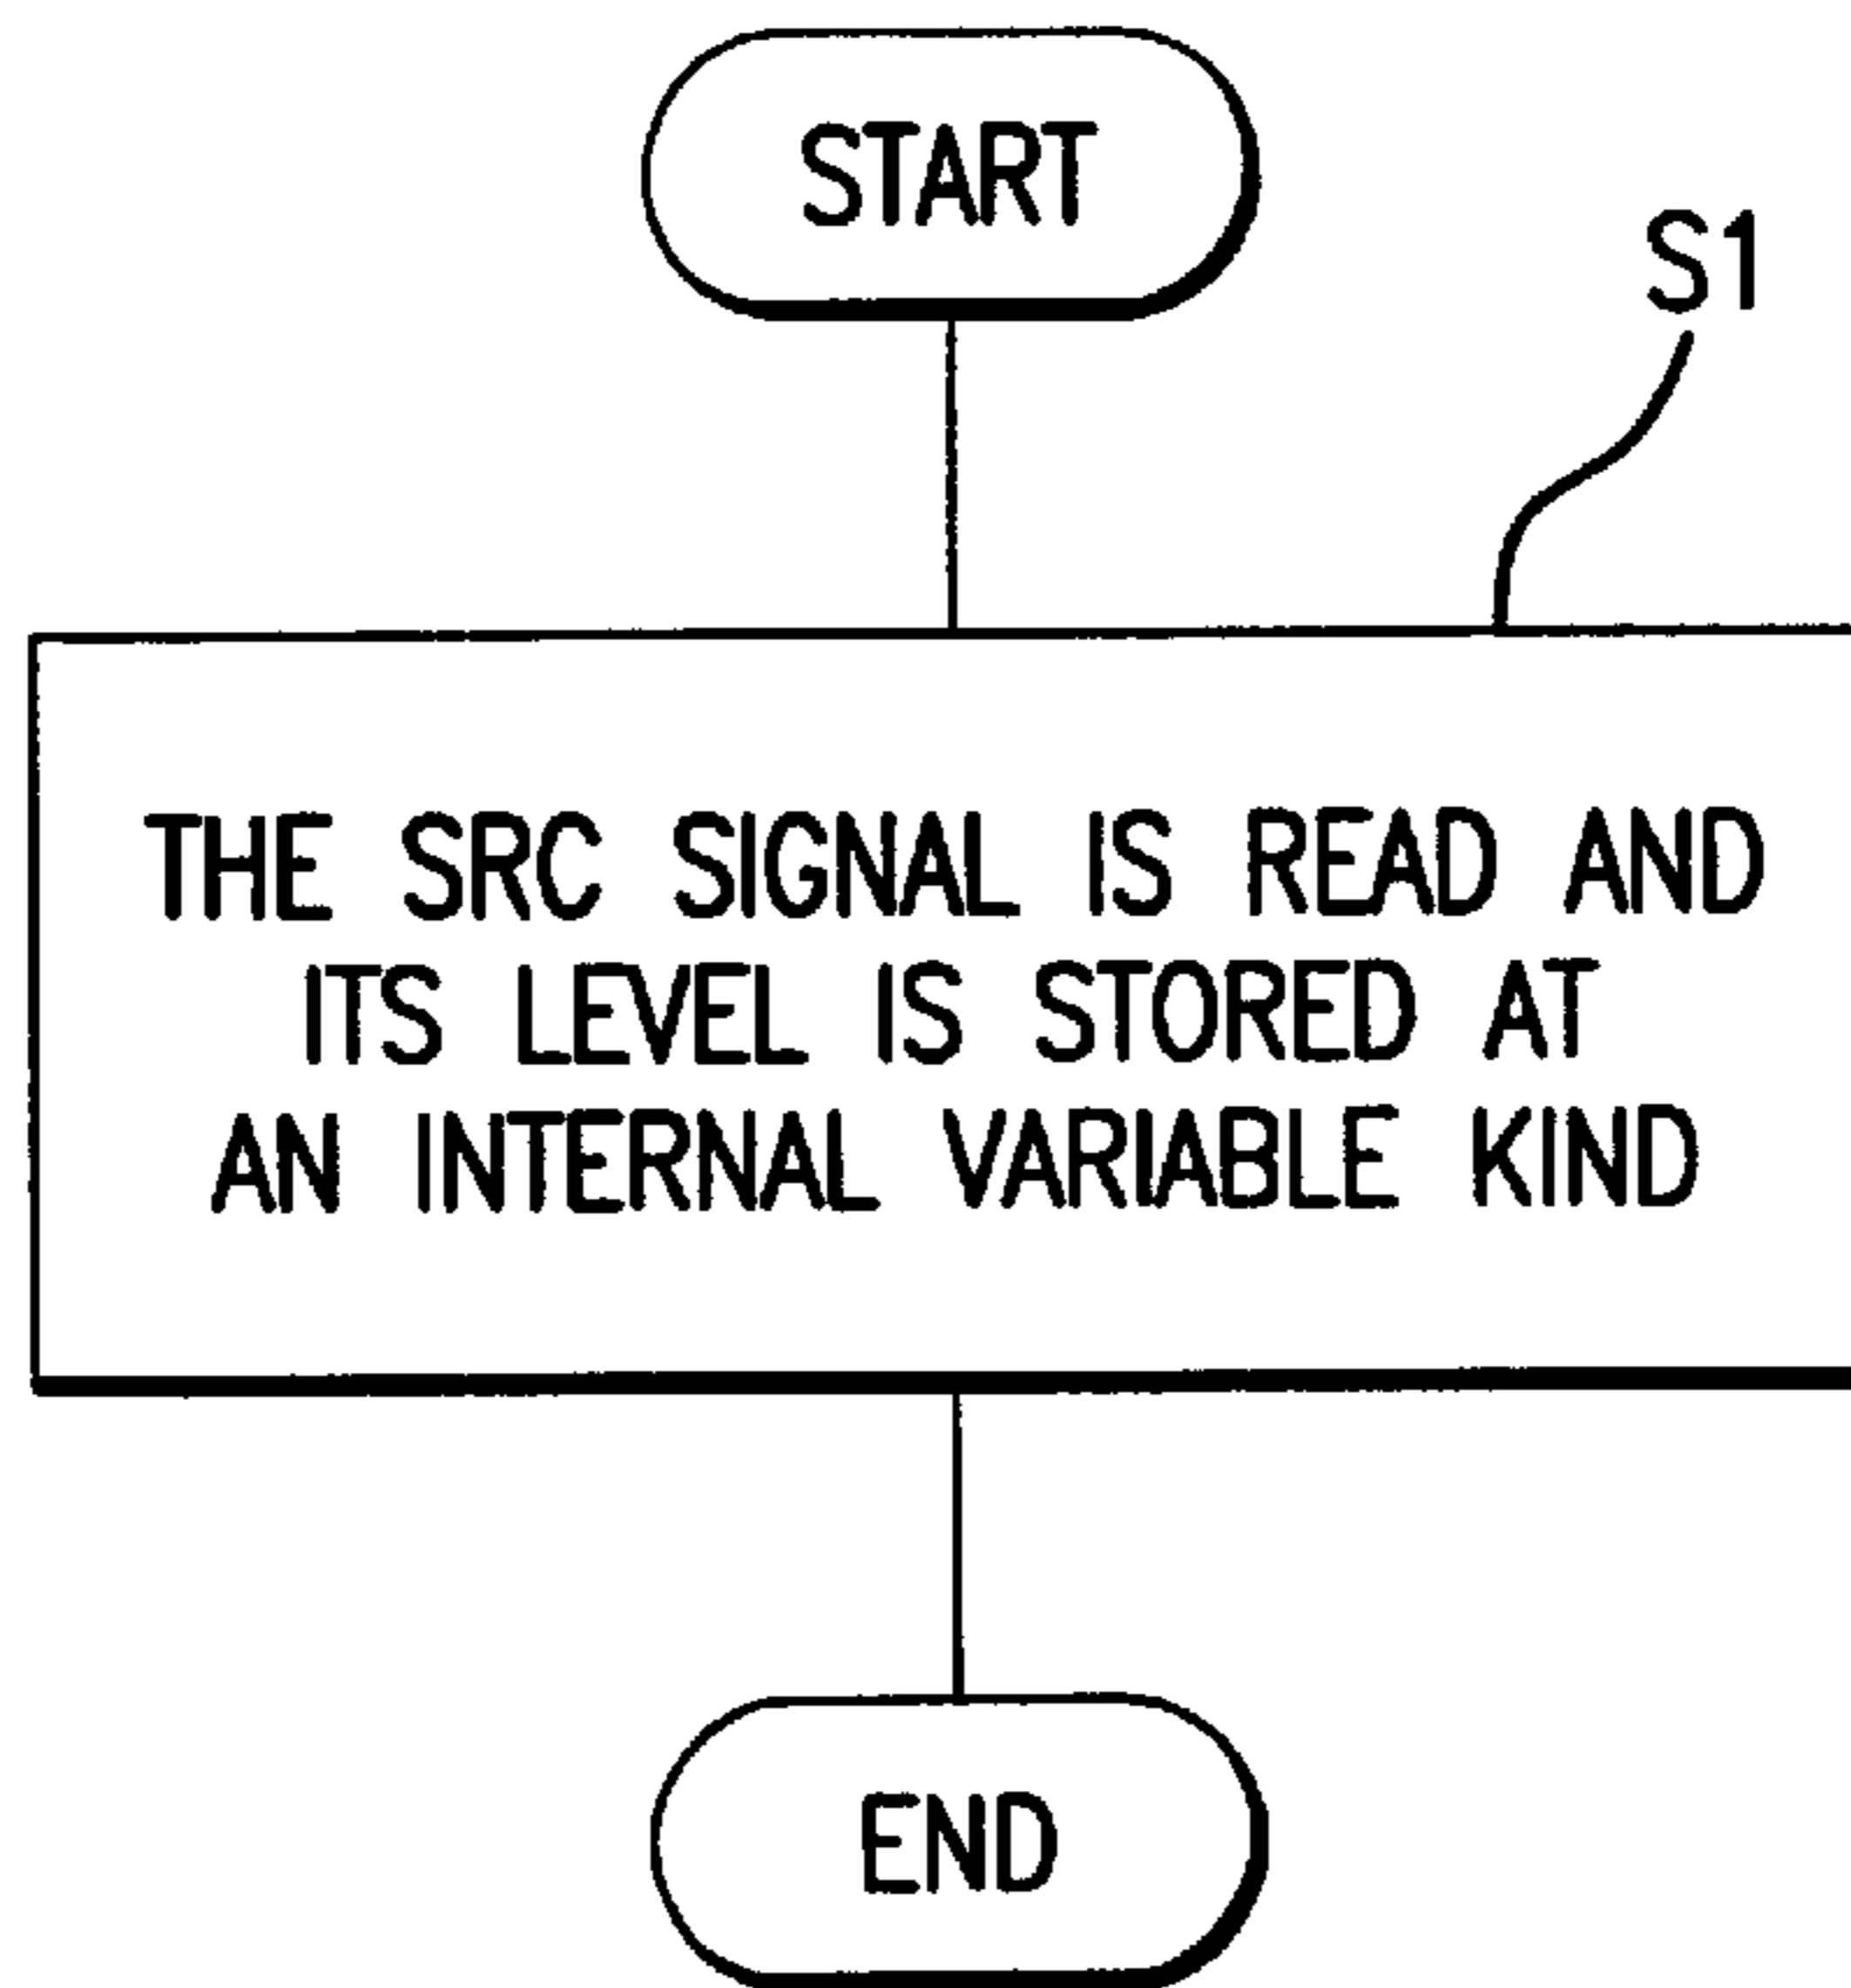 START
S1
THE SRC SIGNAL IS READ AND
ITS LEVEL IS STORED AT
AN INTERNAL VARIABLE KIND
END